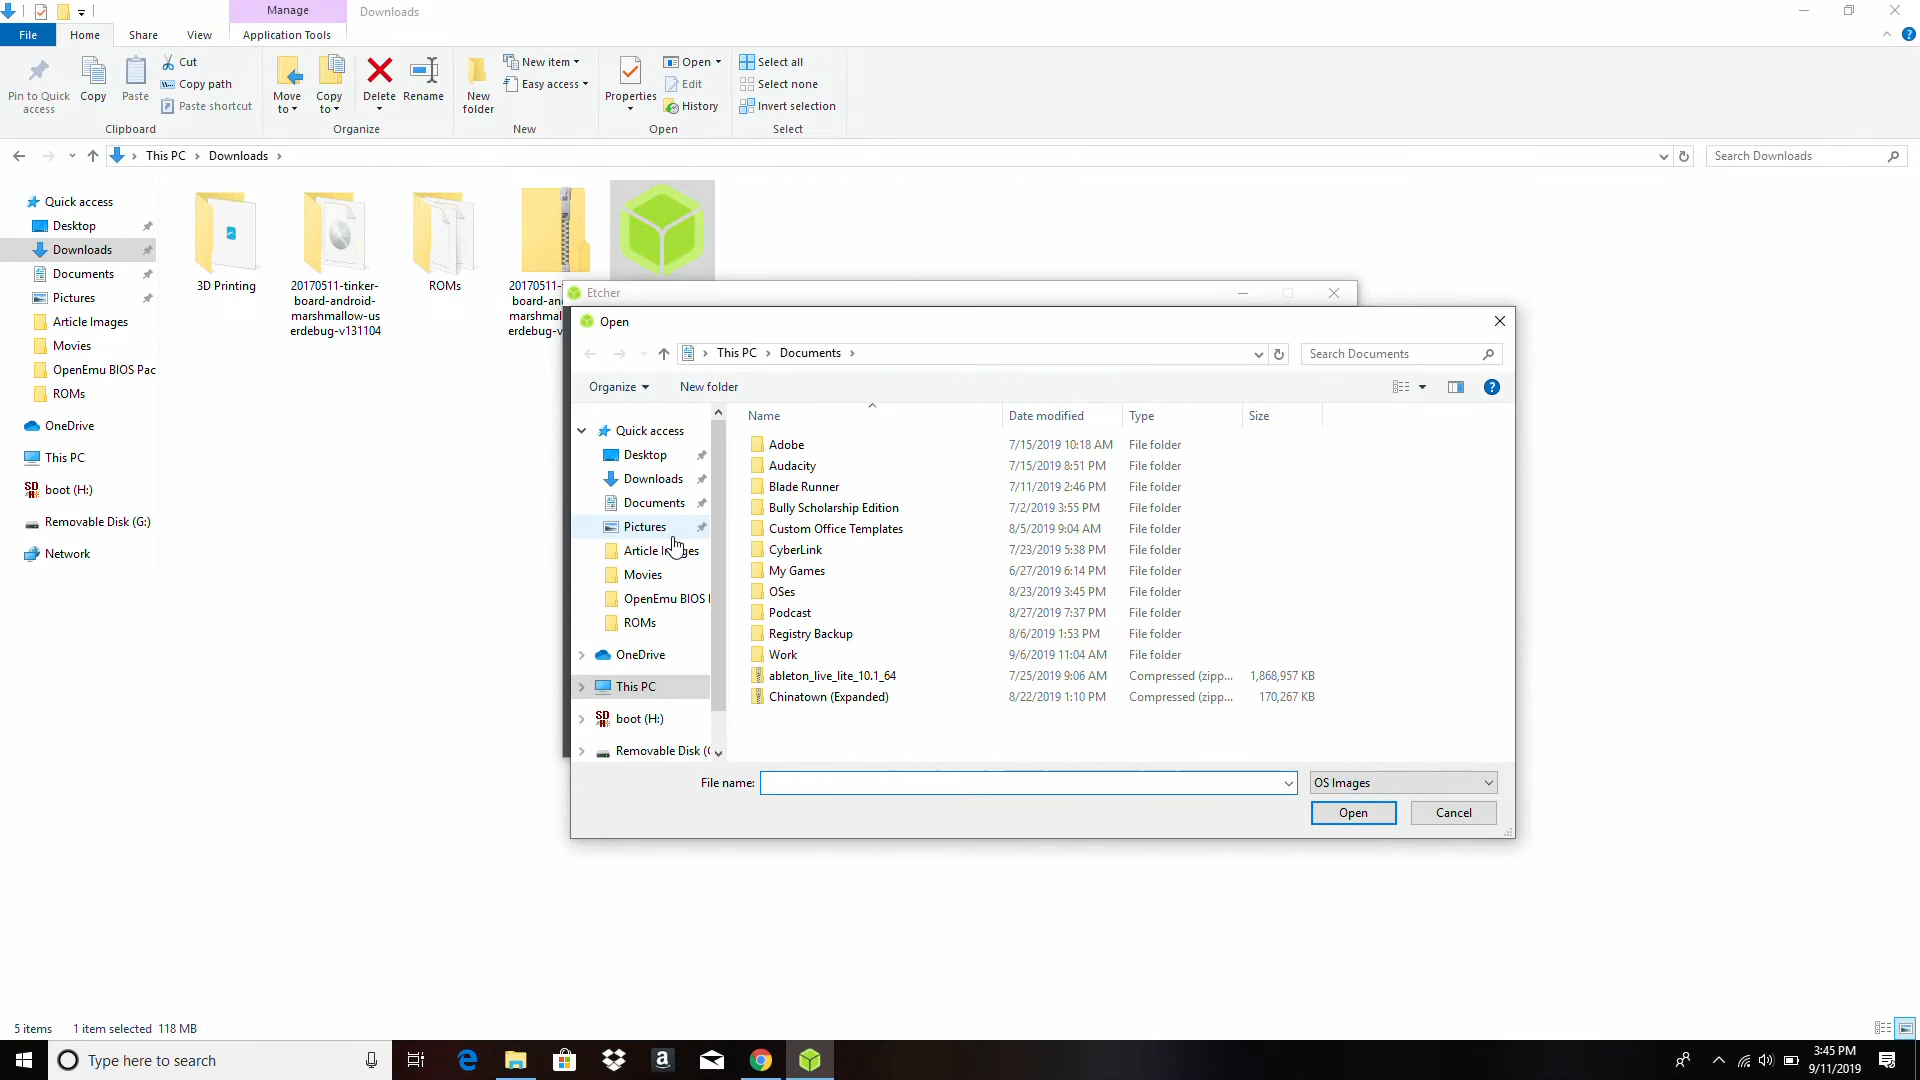 Manage
Downloads
File
Home
Share
View
Application Tools
Pin to Quick
access
Copy
Paste
Cut
Copy path
Paste shortcut
Clipboard
Move
to
Copy
to
Delete
Rename
Organize
New
folder
New item
Easy access
New
Properties
Open
Edit
History
Open
Select all
Select none
Invert selection
Select
This PC
Downloads
Search Downloads
Quick access
Desktop
Downloads
Documents
Pictures
Article Images
Movies
OpenEmu BIOS Pac
ROMs
OneDrive
This PC
SD
boot (H:)
Removable Disk (G:)
Network
3D Printing
20170511-tinker-
board-android-
marshmallow-us
erdebug-v131104
ROMs
20170511-
board-an
marshmal
erdebug-v
Etcher
Open
This PC
Documents
Search Documents
Organize
New folder
?
Quick access
Desktop
Downloads
Documents
Pictures
Movies
OpenEmu BIOS
ROMs
OneDrive
This PC
SD
boot (H:)
Removable Disk
Name
Date modified
Type
Size
Adobe 7/15/2019 10:18 AM File folder
Audacity 7/15/2019 8:51 PM File folder
Blade Runner 7/11/2019 2:46 PM File folder
Bully Scholarship Edition 7/2/2019 3:55 PM File folder
Custom Office Templates 8/5/2019 9:04 AM File folder
CyberLink 7/23/2019 5:38 PM File folder
My Games 6/27/2019 6:14 PM File folder
OSes 8/23/2019 3:45 PM File folder
Podcast 8/27/2019 7:37 PM File folder
Registry Backup 8/6/2019 1:53 PM File folder
Work 9/6/2019 11:04 AM File folder
ableton_live_lite_10.1_64 7/25/2019 9:06 AM Compressed (zipp... 1,868,957 KB
Chinatown (Expanded) 8/22/2019 1:10 PM Compressed (zipp... 170,267 KB
File name:
OS Images
Open
Cancel
5 items
1 item selected 118 MB
Type here to search
3:45 PM
9/11/2019